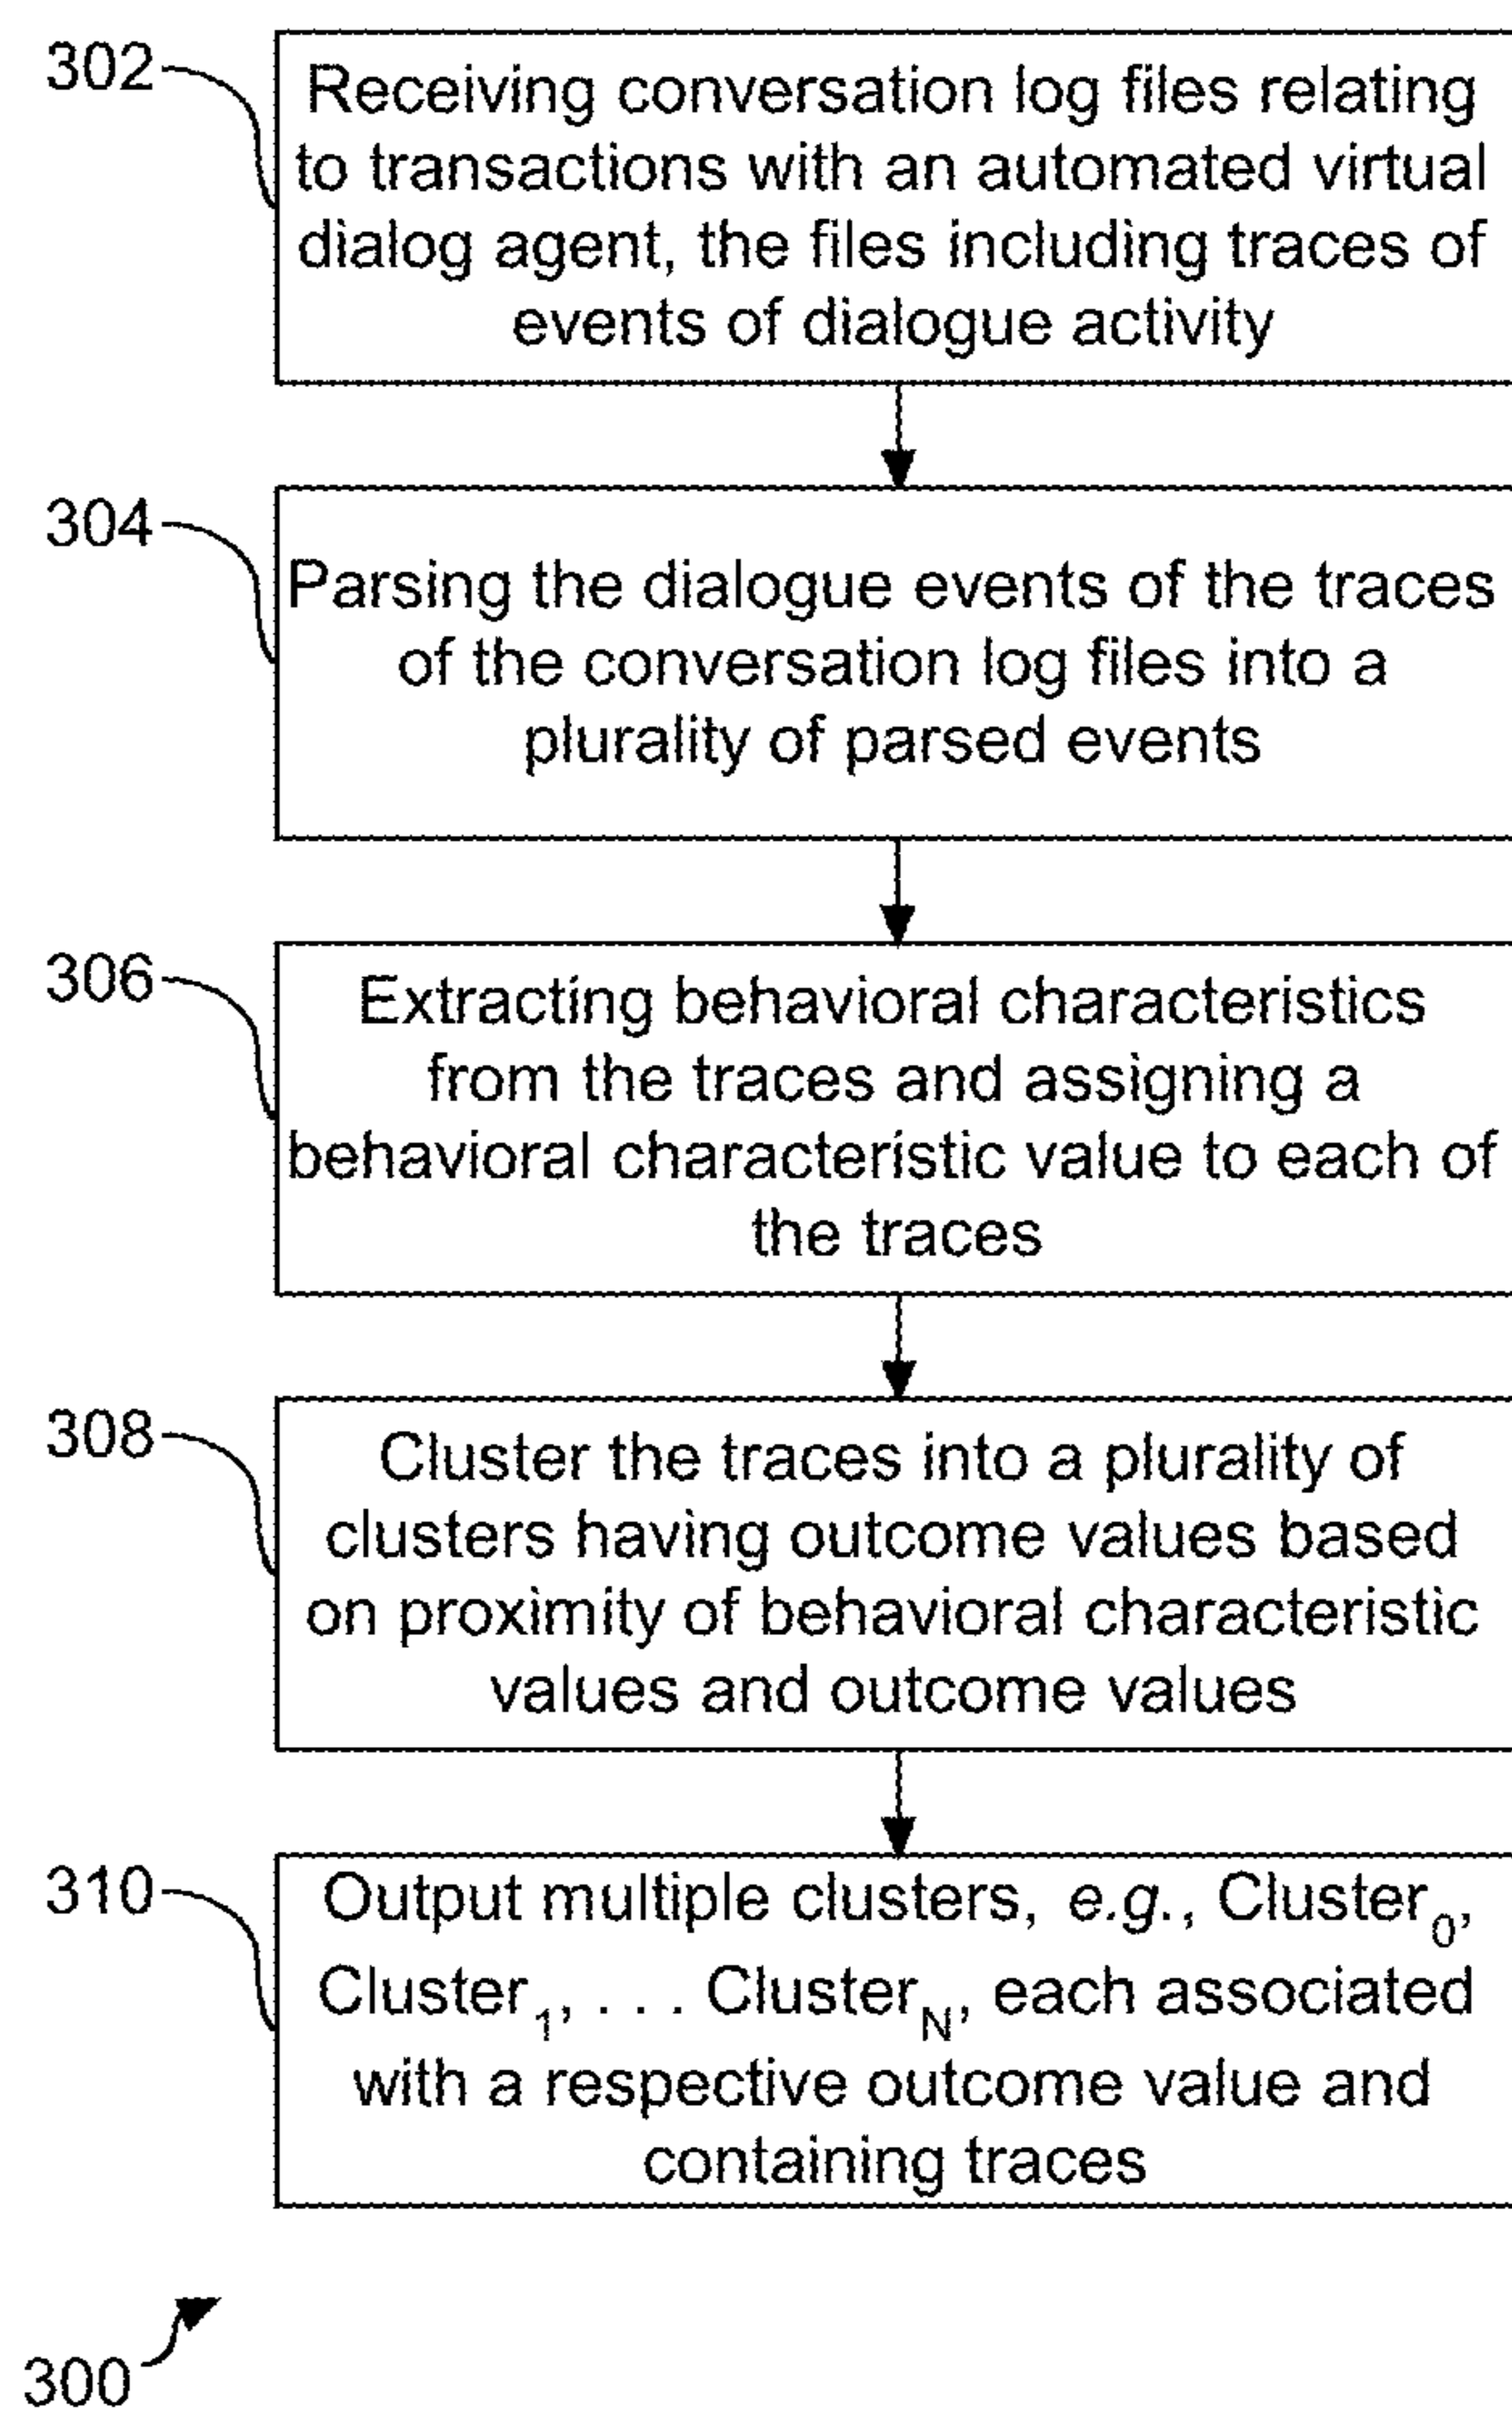 302
Receiving conversation log files relating
to transactions with an automated virtual
dialog agent, the files including traces of
events of dialogue activity
304
Parsing the dialogue events of the traces
of the conversation log files into a
plurality of parsed events
306
Extracting behavioral characteristics
from the traces and assigning a
behavioral characteristic value to each of
the traces
308
Cluster the traces into a plurality of
clusters having outcome values based
on proximity of behavioral characteristic
values and outcome values
310
Output multiple clusters, e.g., Cluster₀,
Cluster₁, . . . Cluster_N, each associated
with a respective outcome value and
containing traces
300